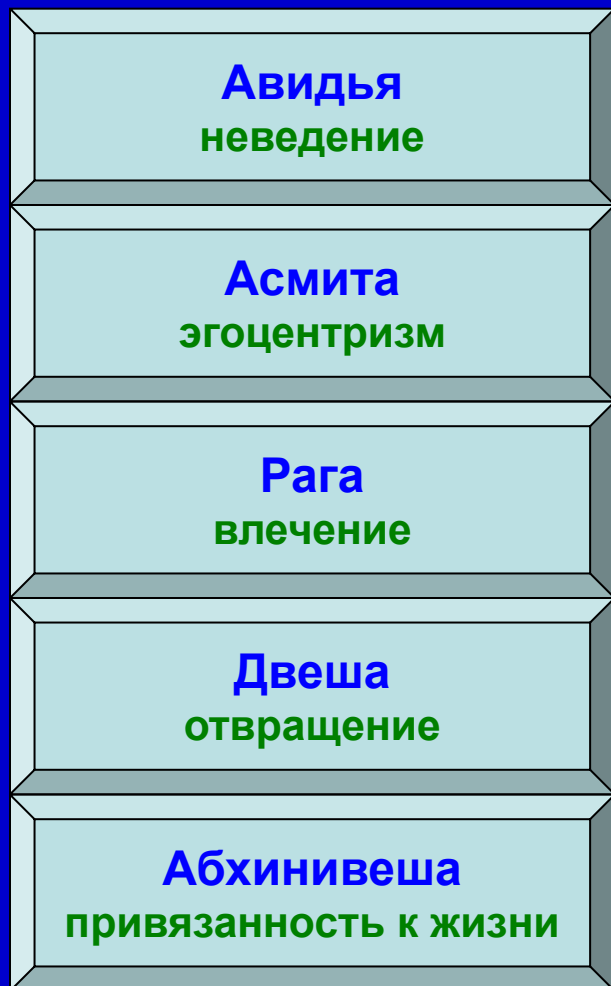 Авидья
неведение
Асмита
эгоцентризм
Рага
влечение
Двеша
отвращение
Абхинивеша
привязанность к жизни